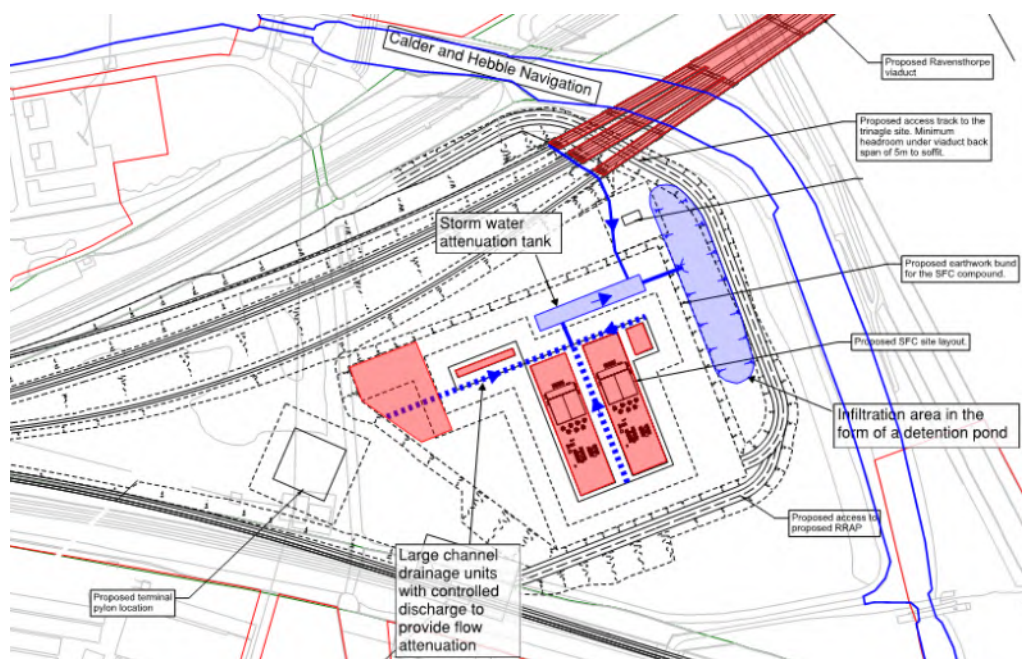 Calder and Hebble Navigation
Proposed Ravensthorpe
viaduct
Proposed access track to the
trinagle site. Minimum
headroom under viaduct back
span of 5m to soffit.
Storm water
attenuation tank
Proposed earthwork bund
for the SFC compound.
Proposed SFC site layout.
Infiltration area in the
form of a detention pond
Proposed access to
proposed RRAP
Large channel
drainage units
with controlled
discharge to
provide flow
attenuation
Proposed terminal
pylon location